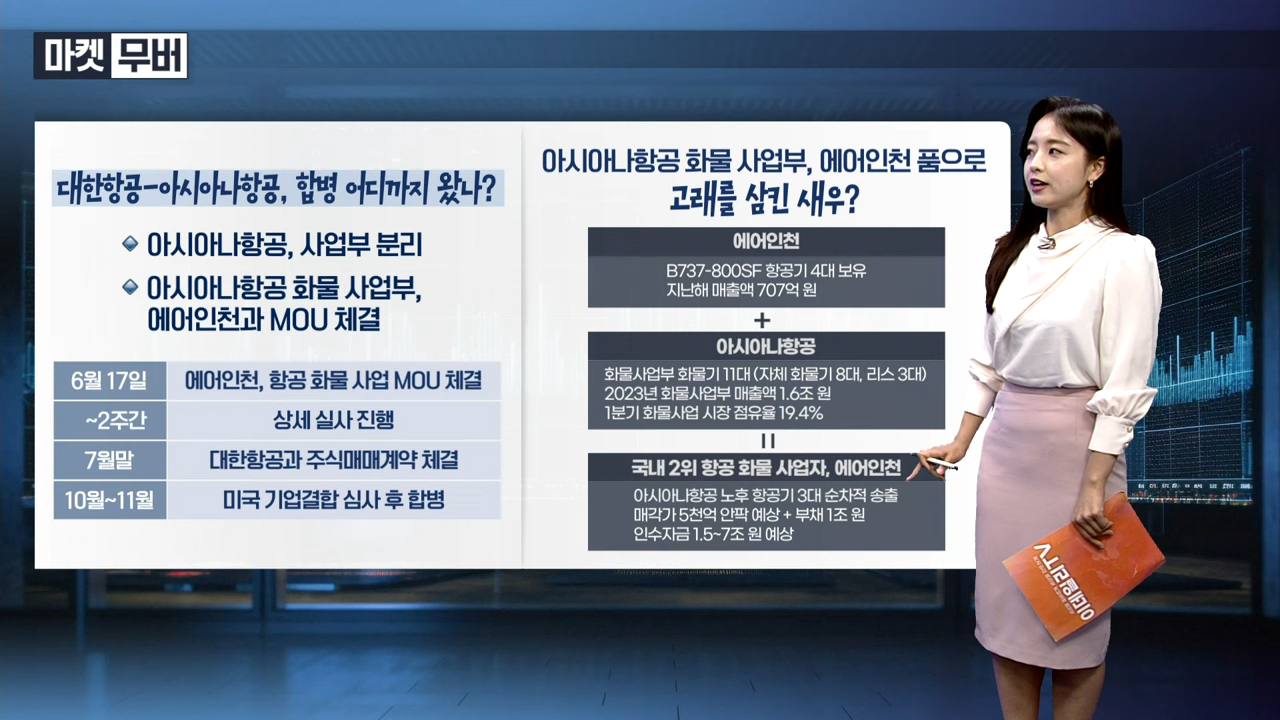 마켓 무버
대한항공-아시아나항공, 합병 어디까지 왔나?
아시아나항공, 사업부 분리
아시아나항공 화물 사업부,
에어인천과 MOU 체결
6월 17일 에어인천, 항공 화물 사업 MOU 체결
~2주간 상세 실사 진행
7월말 대한항공과 주식매매계약 체결
10월~11월 미국 기업결합 심사 후 합병
아시아나항공 화물 사업부, 에어인천 품으로
고래를 삼킨 새우?
에어인천
B737-800SF 항공기 4대 보유
지난해 매출액 707억 원
+
아시아나항공
화물사업부 화물기 11대 (자체 화물기 8대, 리스 3대)
2023년 화물사업부 매출액 1.6조 원
1분기 화물사업 시장 점유율 19.4%
=
국내 2위 항공 화물 사업자, 에어인천
아시아나항공 노후 항공기 3대 순차적 송출
매각가 5천억 안팎 예상 + 부채 1조 원
인수자금 1.5~7조 원 예상
이데일리TV